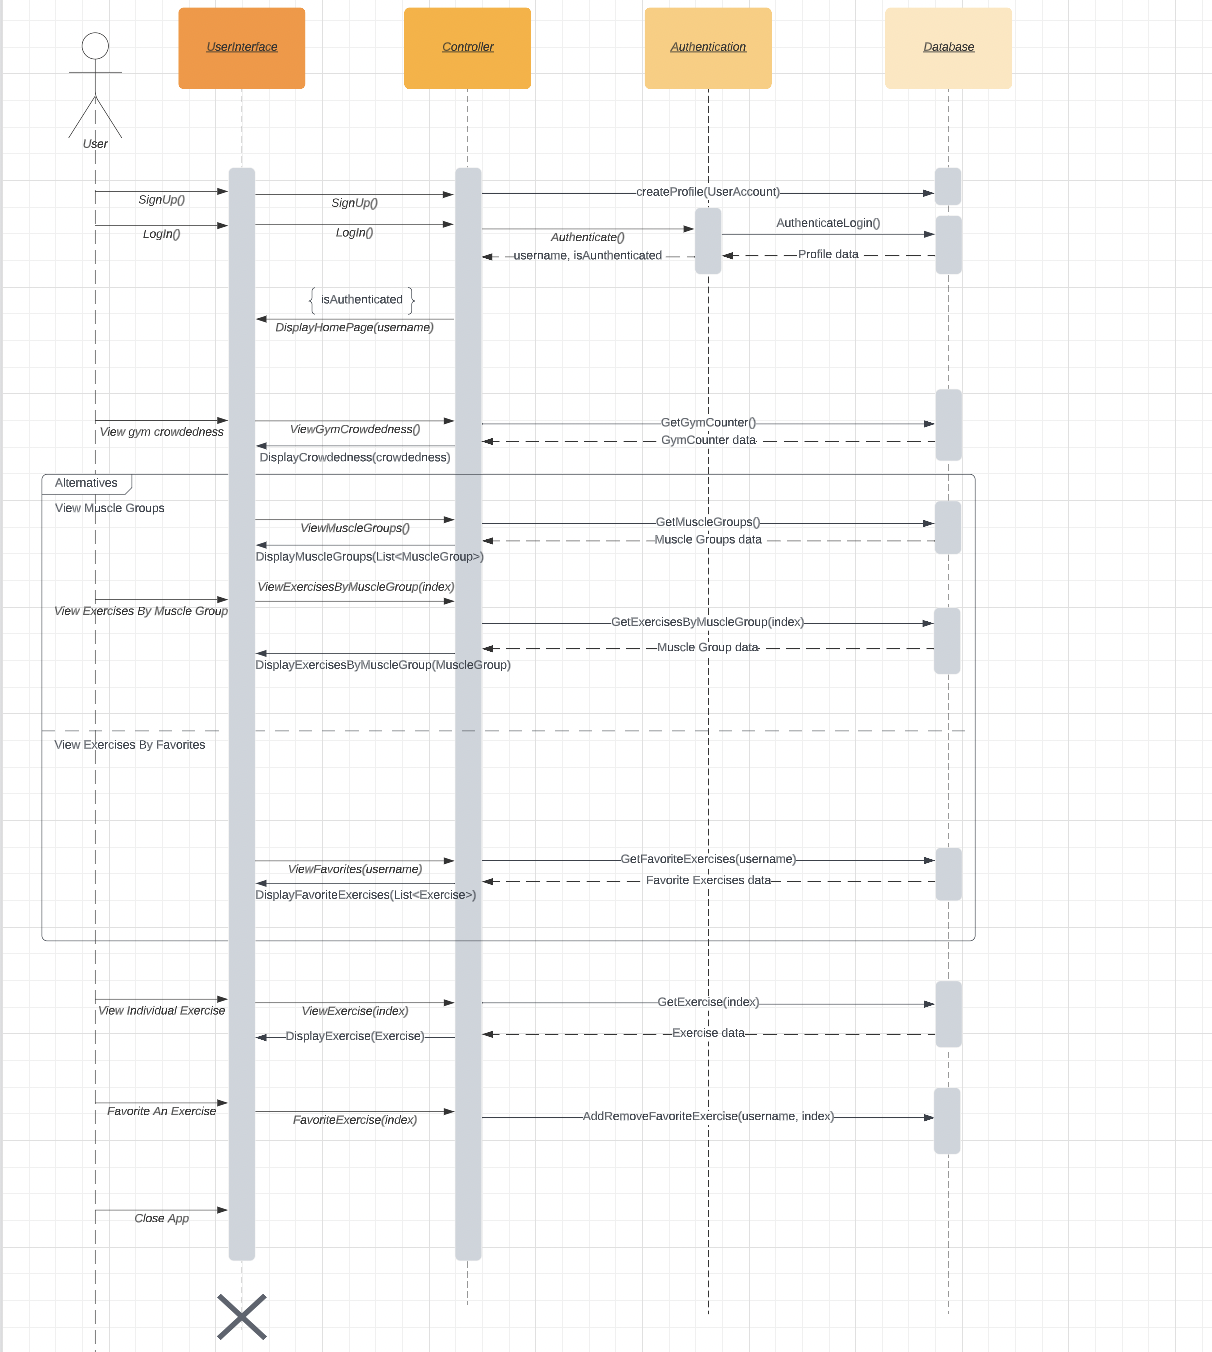 UserInterface
Controller
Authentication
Database
User
SignUp()
SignUp()
createProfile(UserAccount)
LogIn()
LogIn()
Authenticate()
AuthenticateLogin()
username, isAunthenticated
Profile data
isAuthenticated
DisplayHomePage(username)
View gym crowdedness
ViewGymCrowdedness()
GetGymCounter()
GymCounter data
DisplayCrowdedness(crowdedness)
Alternatives
View Muscle Groups
ViewMuscleGroups()
GetMuscleGroups()
Muscle Groups data
DisplayMuscleGroups(List<MuscleGroup>)
ViewExercisesByMuscleGroup(index)
View Exercises By Muscle Group
GetExercisesByMuscleGroup(index)
Muscle Group data
DisplayExercisesByMuscleGroup(MuscleGroup)
View Exercises By Favorites
ViewFavorites(username)
GetFavoriteExercises(username)
Favorite Exercises data
DisplayFavoriteExercises(List<Exercise>)
View Individual Exercise
ViewExercise(index)
GetExercise(index)
DisplayExercise(Exercise)
Exercise data
Favorite An Exercise
FavoriteExercise(index)
AddRemoveFavoriteExercise(username, index)
Close App